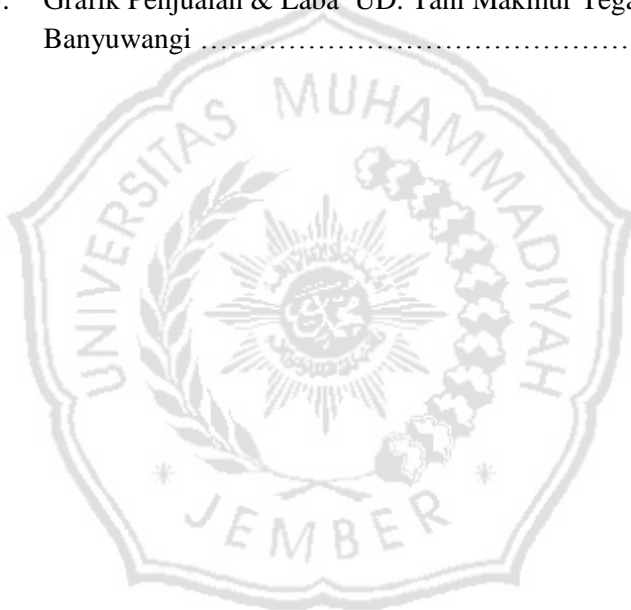 . Grafik Penjualan & Laba UD. Tani Makmur Tega
Banyuwangi ……………………………………
UNIVERSITAS MUHAMMADIYAH
* JEMBER *